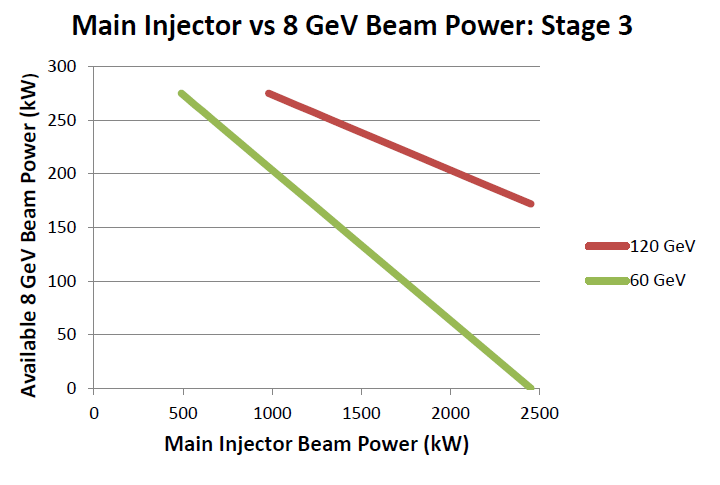 Main Injector vs 8 GeV Beam Power: Stage 3
Available 8 GeV Beam Power (kW)
300
250
200
150
100
50
0
0 500 1000 1500 2000 2500
Main Injector Beam Power (kW)
120 GeV
60 GeV